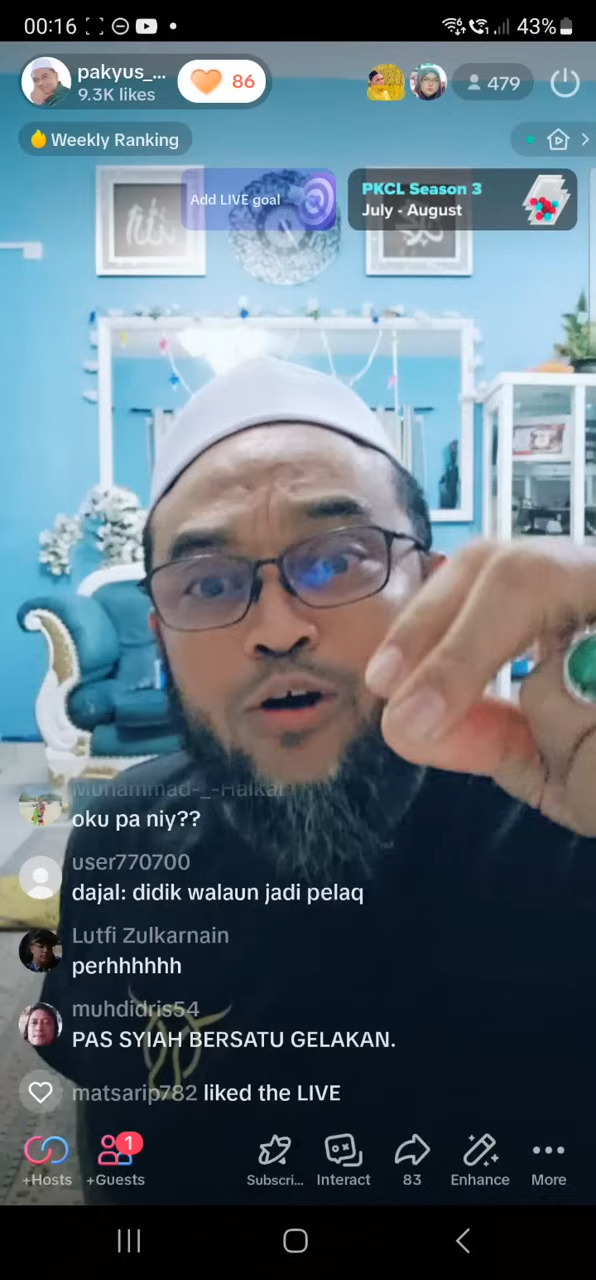 00:16
43%
pakyus_...
9.3K likes
86
479
Weekly Ranking
Add LIVE goal
PKCL Season 3
July - August
Muhammad-_-Haikal
oku pa niy??
user770700
dajal: didik walaun jadi pelaq
Lutfi Zulkarnain
perhhhhhh
muhdidris54
PAS SYIAH BERSATU GELAKAN.
matsarip782 liked the LIVE
1
+Hosts
+Guests
Subscri...
Interact
83
Enhance
More